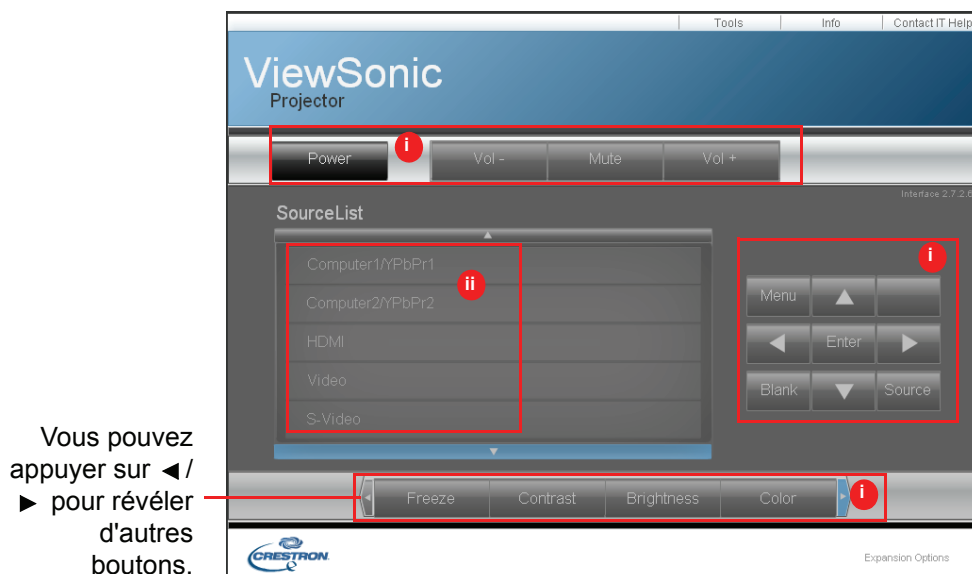 Tools Info Contact IT Help
ViewSonic
Projector
Power i Vol - Mute Vol +
Interface 2.7.2.6
SourceList
Computer1/YPbPr1
ii
Computer2/YPbPr2
HDMI
Video
S-Video
i
Menu ▲
◀ Enter ▶
Blank ▼ Source
Vous pouvez
appuyer sur ◄ /
► pour révéler
d'autres
boutons.
Freeze Contrast Brightness Color i
CRESTRON
Expansion Options